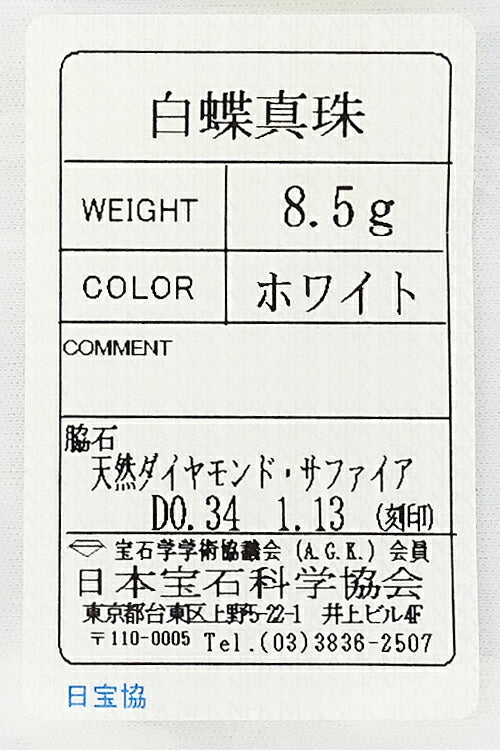 白蝶真珠
WEIGHT 8.5g
COLOR ホワイト
COMMENT
脇石
天然ダイヤモンド・サファイア
D0.34 1.13 (刻印)
宝石学学術協議会 (A.G.K.) 会員
日本宝石科学協会
東京都台東区上野5-22-1 井上ビル4F
〒110-0005 Tel.(03)3836-2507
日宝協